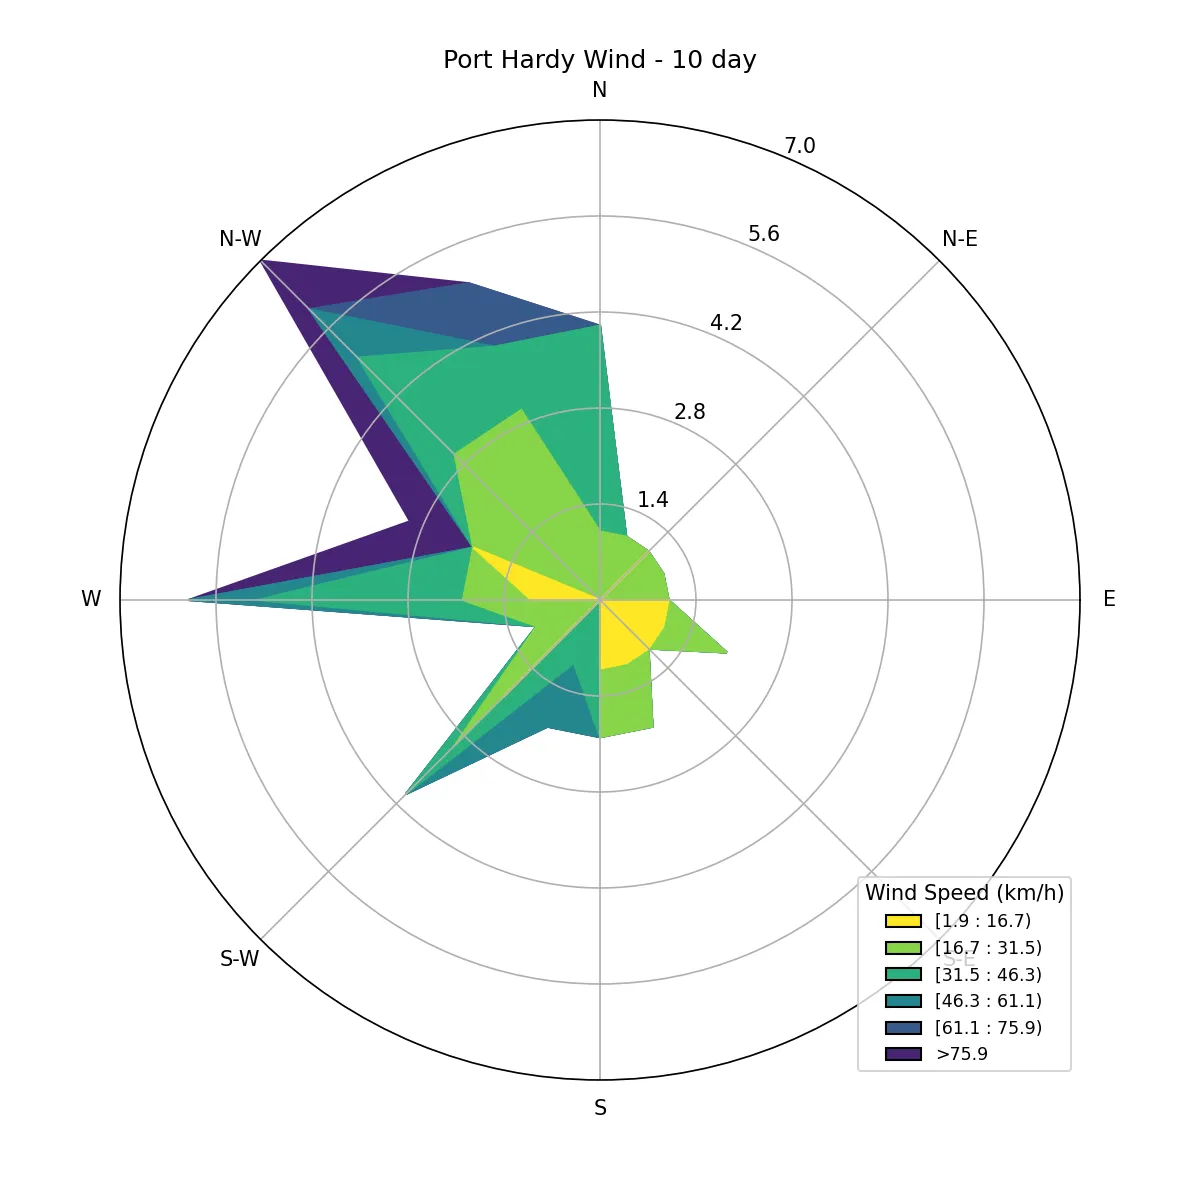 Port Hardy Wind - 10 day
N
7.0
N-W
N-E
5.6
4.2
2.8
1.4
W
E
S-W
S-E
S
Wind Speed (km/h)
[1.9 : 16.7)
[16.7 : 31.5)
[31.5 : 46.3)
[46.3 : 61.1)
[61.1 : 75.9)
>75.9